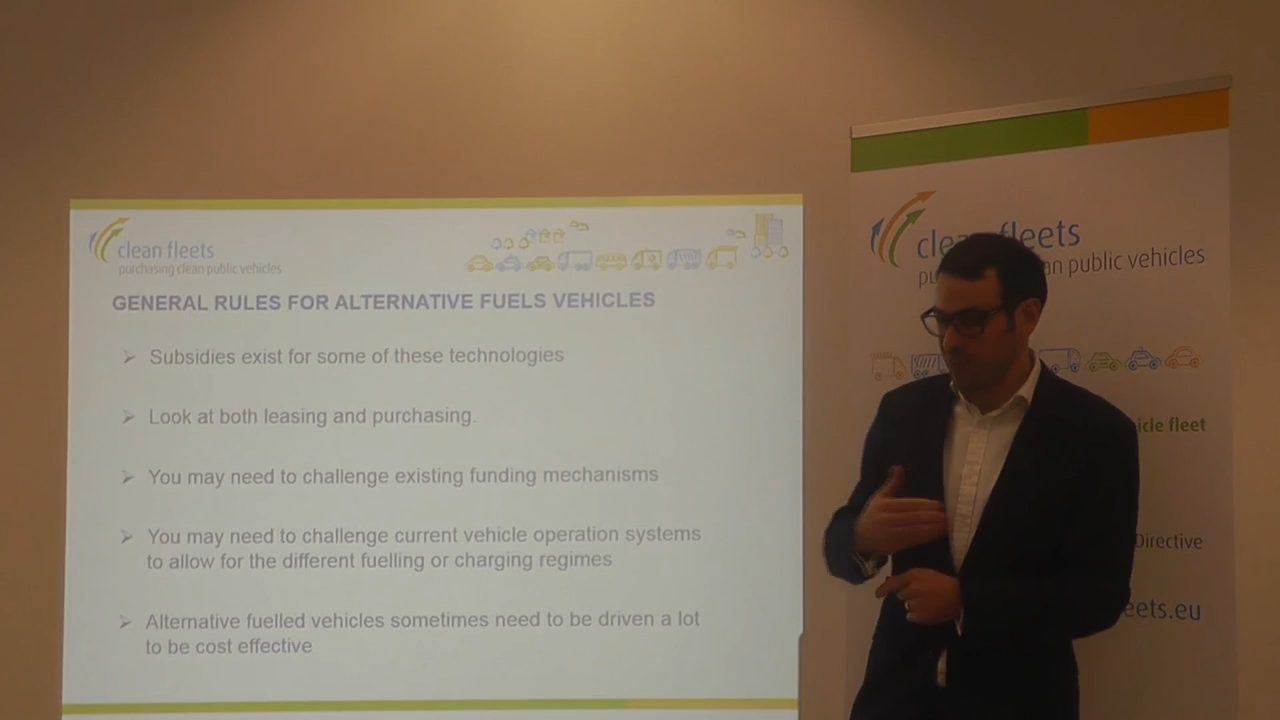 clean fleets
purchasing clean public vehicles
GENERAL RULES FOR ALTERNATIVE FUELS VEHICLES
Subsidies exist for some of these technologies
Look at both leasing and purchasing.
You may need to challenge existing funding mechanisms
You may need to challenge current vehicle operation systems
to allow for the different fuelling or charging regimes
Alternative fuelled vehicles sometimes need to be driven a lot
to be cost effective
cle fleets
pu an public vehicles
icle fleet
Directive
eets.eu